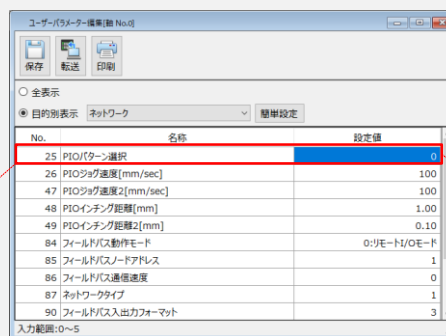 ユーザーパラメーター編集[軸 No.0]
保存 転送 印刷
全表示
目的別表示 ネットワーク 簡単設定
No. 名称 設定値
25 PIOパターン選択 0
26 PIOジョグ速度[mm/sec] 100
47 PIOジョグ速度2[mm/sec] 100
48 PIOインチング距離[mm] 1.00
49 PIOインチング距離2[mm] 0.10
84 フィールドバス動作モード 0:リモートI/Oモード
85 フィールドバスノードアドレス 1
86 フィールドバス通信速度 0
87 ネットワークタイプ 1
90 フィールドバス入出力フォーマット 3
入力範囲:0～5